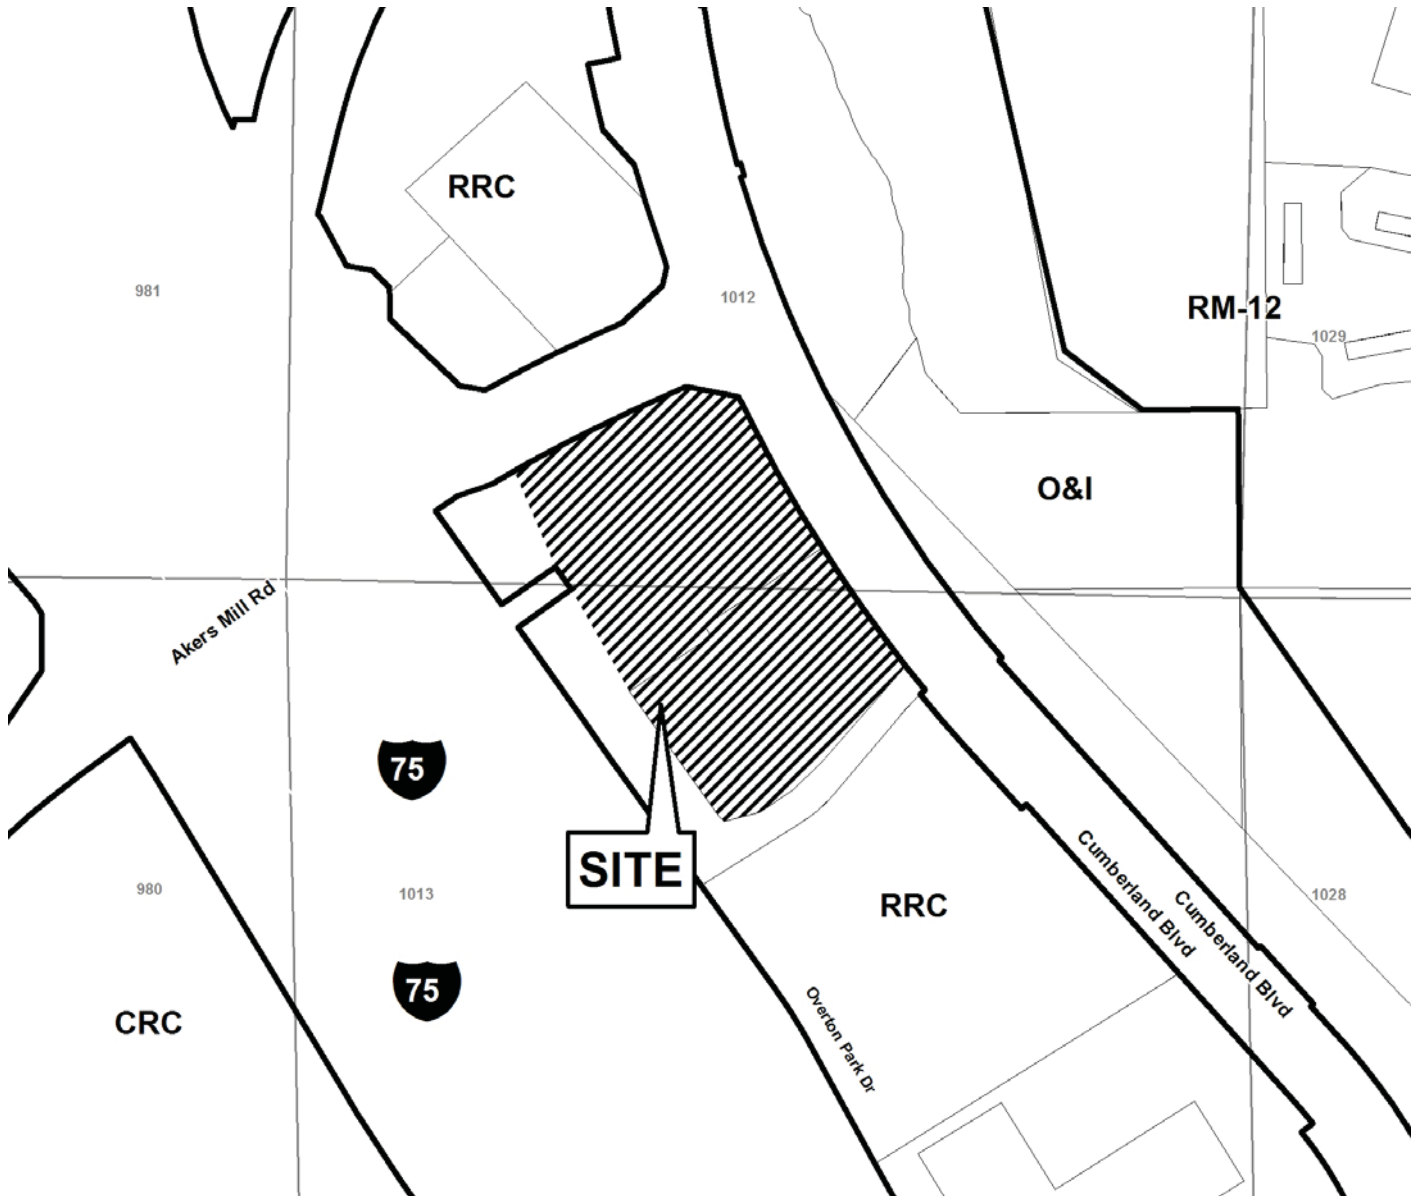 RRC
981
1012
RM-12
1029
O&I
Akers Mill Rd
75
SITE
980
1013
RRC
Cumberland Blvd
Cumberland Blvd
1028
75
CRC
Overton Park Dr